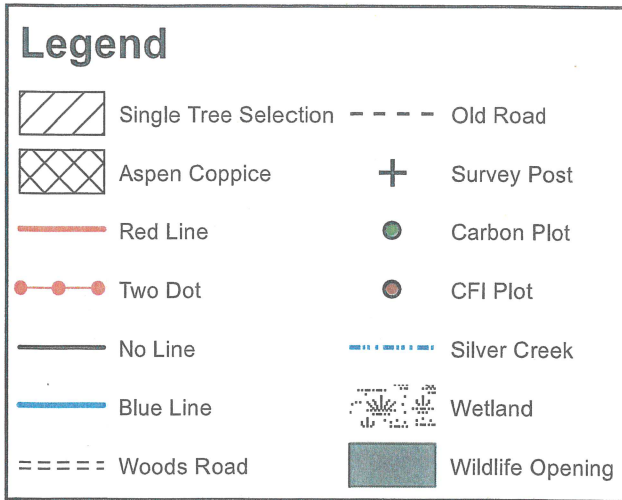 Legend
Single Tree Selection
Aspen Coppice
Red Line
Two Dot
No Line
Blue Line
Woods Road
Old Road
Survey Post
Carbon Plot
CFI Plot
Silver Creek
Wetland
Wildlife Opening